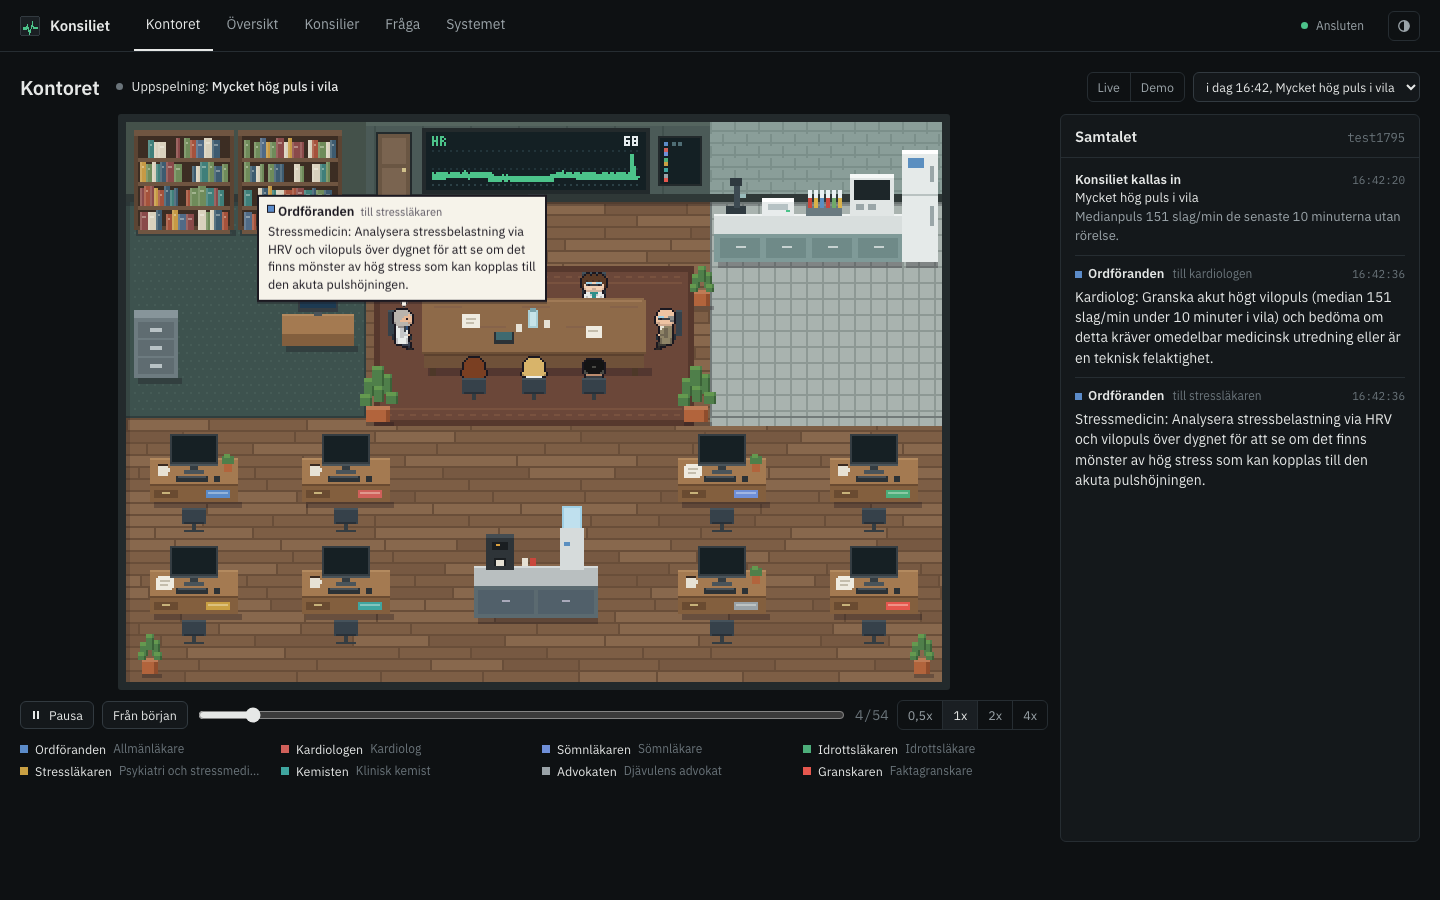 Konsiliet
Kontoret
Översikt
Konsilier
Fråga
Systemet
Ansluten
Kontoret
Uppspelning: Mycket hög puls i vila
Live
Demo
i dag 16:42, Mycket hög puls i vila
HR
68
Ordföranden till stressläkaren
Stressmedicin: Analysera stressbelastning via
HRV och vilopuls över dygnet för att se om det
finns mönster av hög stress som kan kopplas till
den akuta pulshöjningen.
Pausa
Från början
4/54
0,5x
1x
2x
4x
Ordföranden Allmänläkare
Kardiologen Kardiolog
Sömnläkaren Sömnläkare
Idrottsläkaren Idrottsläkare
Stressläkaren Psykiatri och stressmedi...
Kemisten Klinisk kemist
Advokaten Djävulens advokat
Granskaren Faktagranskare
Samtalet
test1795
Konsiliet kallas in 16:42:20
Mycket hög puls i vila
Medianpuls 151 slag/min de senaste 10 minuterna utan
rörelse.
Ordföranden till kardiologen 16:42:36
Kardiolog: Granska akut högt vilopuls (median 151
slag/min under 10 minuter i vila) och bedöma om
detta kräver omedelbar medicinsk utredning eller är
en teknisk felaktighet.
Ordföranden till stressläkaren 16:42:36
Stressmedicin: Analysera stressbelastning via HRV
och vilopuls över dygnet för att se om det finns
mönster av hög stress som kan kopplas till den
akuta pulshöjningen.